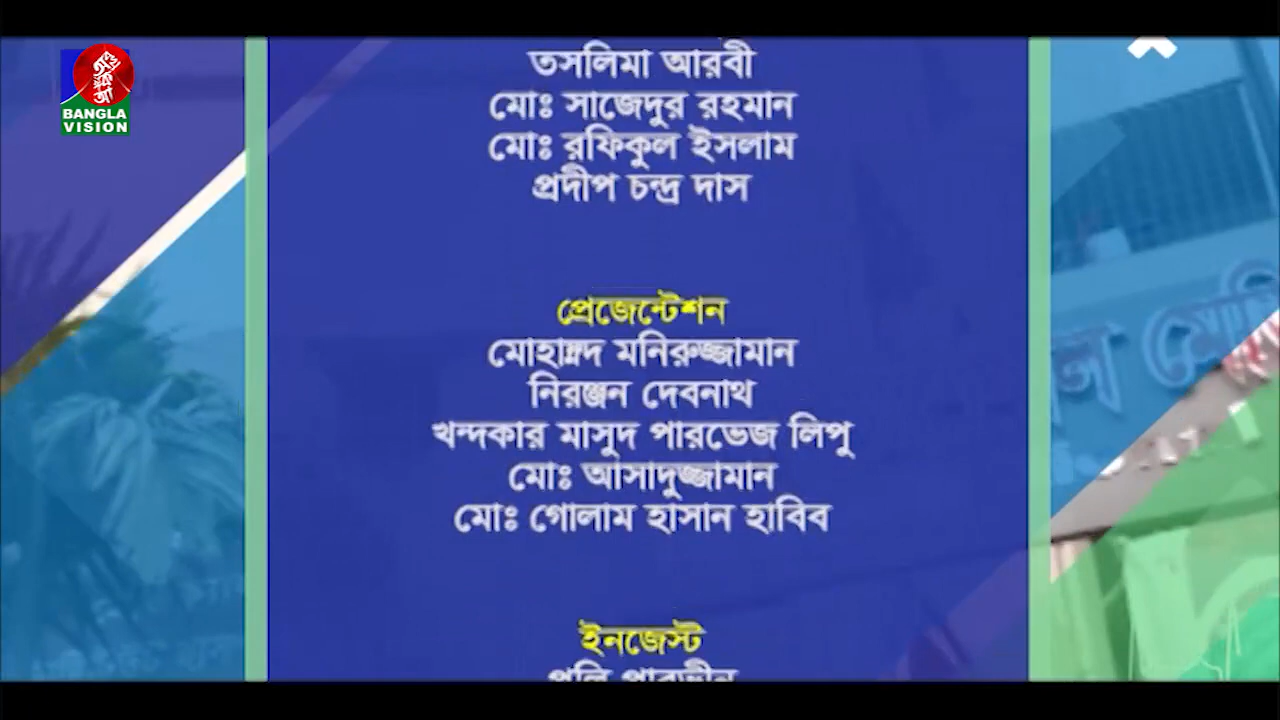 BANGLA
VISION
তসলিমা আরবী
মোঃ সাজেদুর রহমান
মোঃ রফিকুল ইসলাম
প্রদীপ চন্দ্র দাস
প্রেজেন্টেশন
মোহাম্মদ মনিরুজ্জামান
নিরঞ্জন দেবনাথ
খন্দকার মাসুদ পারভেজ লিপু
মোঃ আসাদুজ্জামান
মোঃ গোলাম হাসান হাবিব
ইনজেস্ট